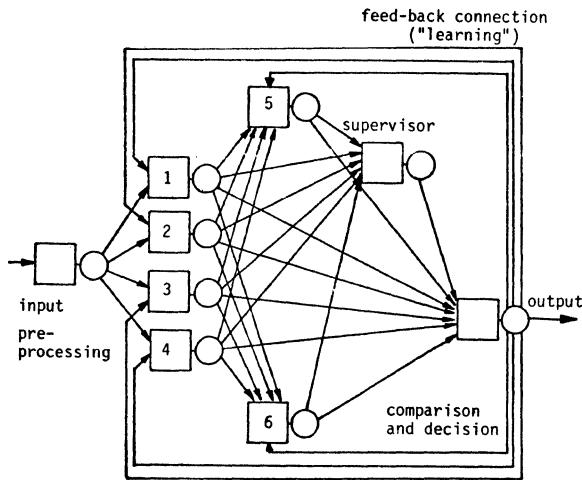 feed-back connection
("learning")
5
supervisor
1
2
3
4
input
pre-
processing
output
6
comparison
and decision